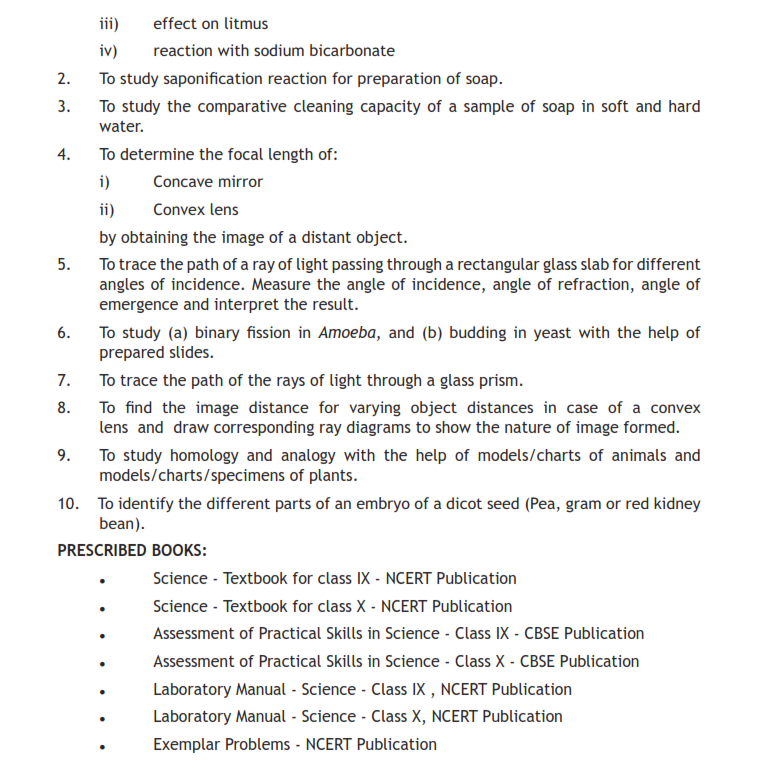 iii) effect on litmus
iv) reaction with sodium bicarbonate
2. To study saponification reaction for preparation of soap.
3. To study the comparative cleaning capacity of a sample of soap in soft and hard
water.
4. To determine the focal length of:
i) Concave mirror
ii) Convex lens
by obtaining the image of a distant object.
5. To trace the path of a ray of light passing through a rectangular glass slab for different
angles of incidence. Measure the angle of incidence, angle of refraction, angle of
emergence and interpret the result.
6. To study (a) binary fission in Amoeba, and (b) budding in yeast with the help of
prepared slides.
7. To trace the path of the rays of light through a glass prism.
8. To find the image distance for varying object distances in case of a convex
lens and draw corresponding ray diagrams to show the nature of image formed.
9. To study homology and analogy with the help of models/charts of animals and
models/charts/specimens of plants.
10. To identify the different parts of an embryo of a dicot seed (Pea, gram or red kidney
bean).
PRESCRIBED BOOKS:
• Science - Textbook for class IX - NCERT Publication
• Science - Textbook for class X - NCERT Publication
• Assessment of Practical Skills in Science - Class IX - CBSE Publication
• Assessment of Practical Skills in Science - Class X - CBSE Publication
• Laboratory Manual - Science - Class IX , NCERT Publication
• Laboratory Manual - Science - Class X, NCERT Publication
• Exemplar Problems - NCERT Publication